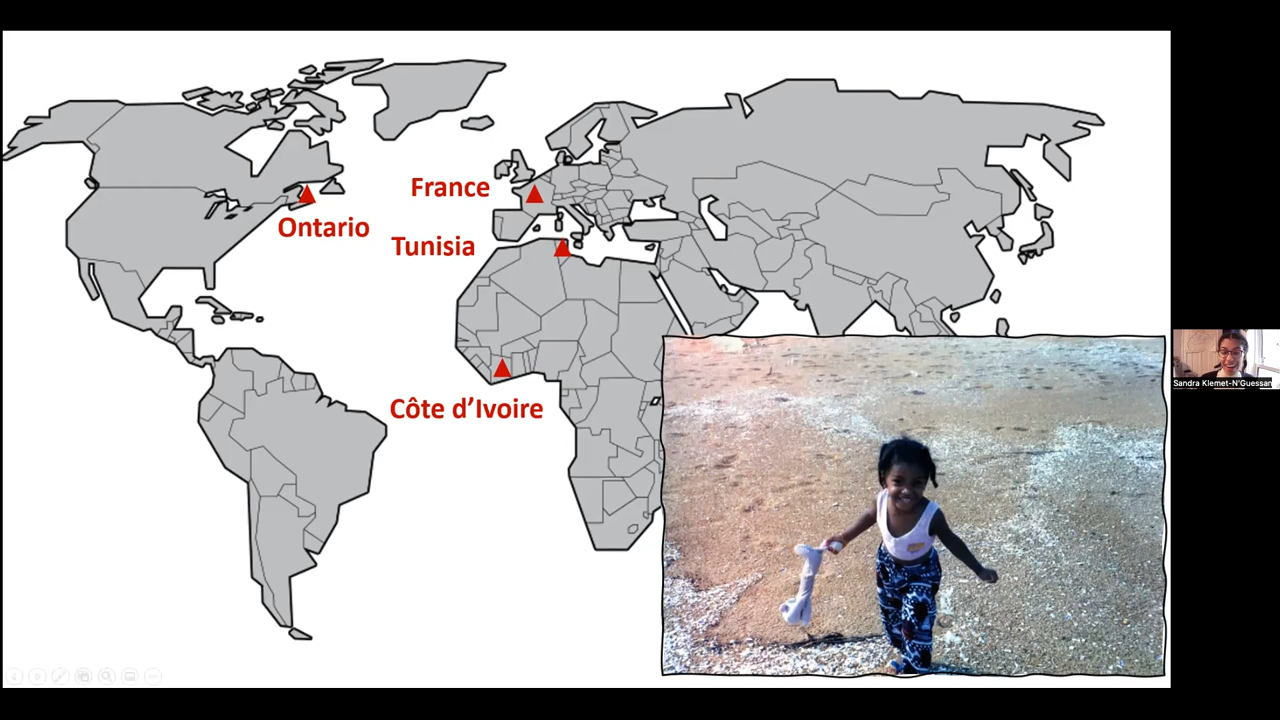 France
Ontario
Tunisia
Côte d'Ivoire
Sandra Klemet-N'Guessan